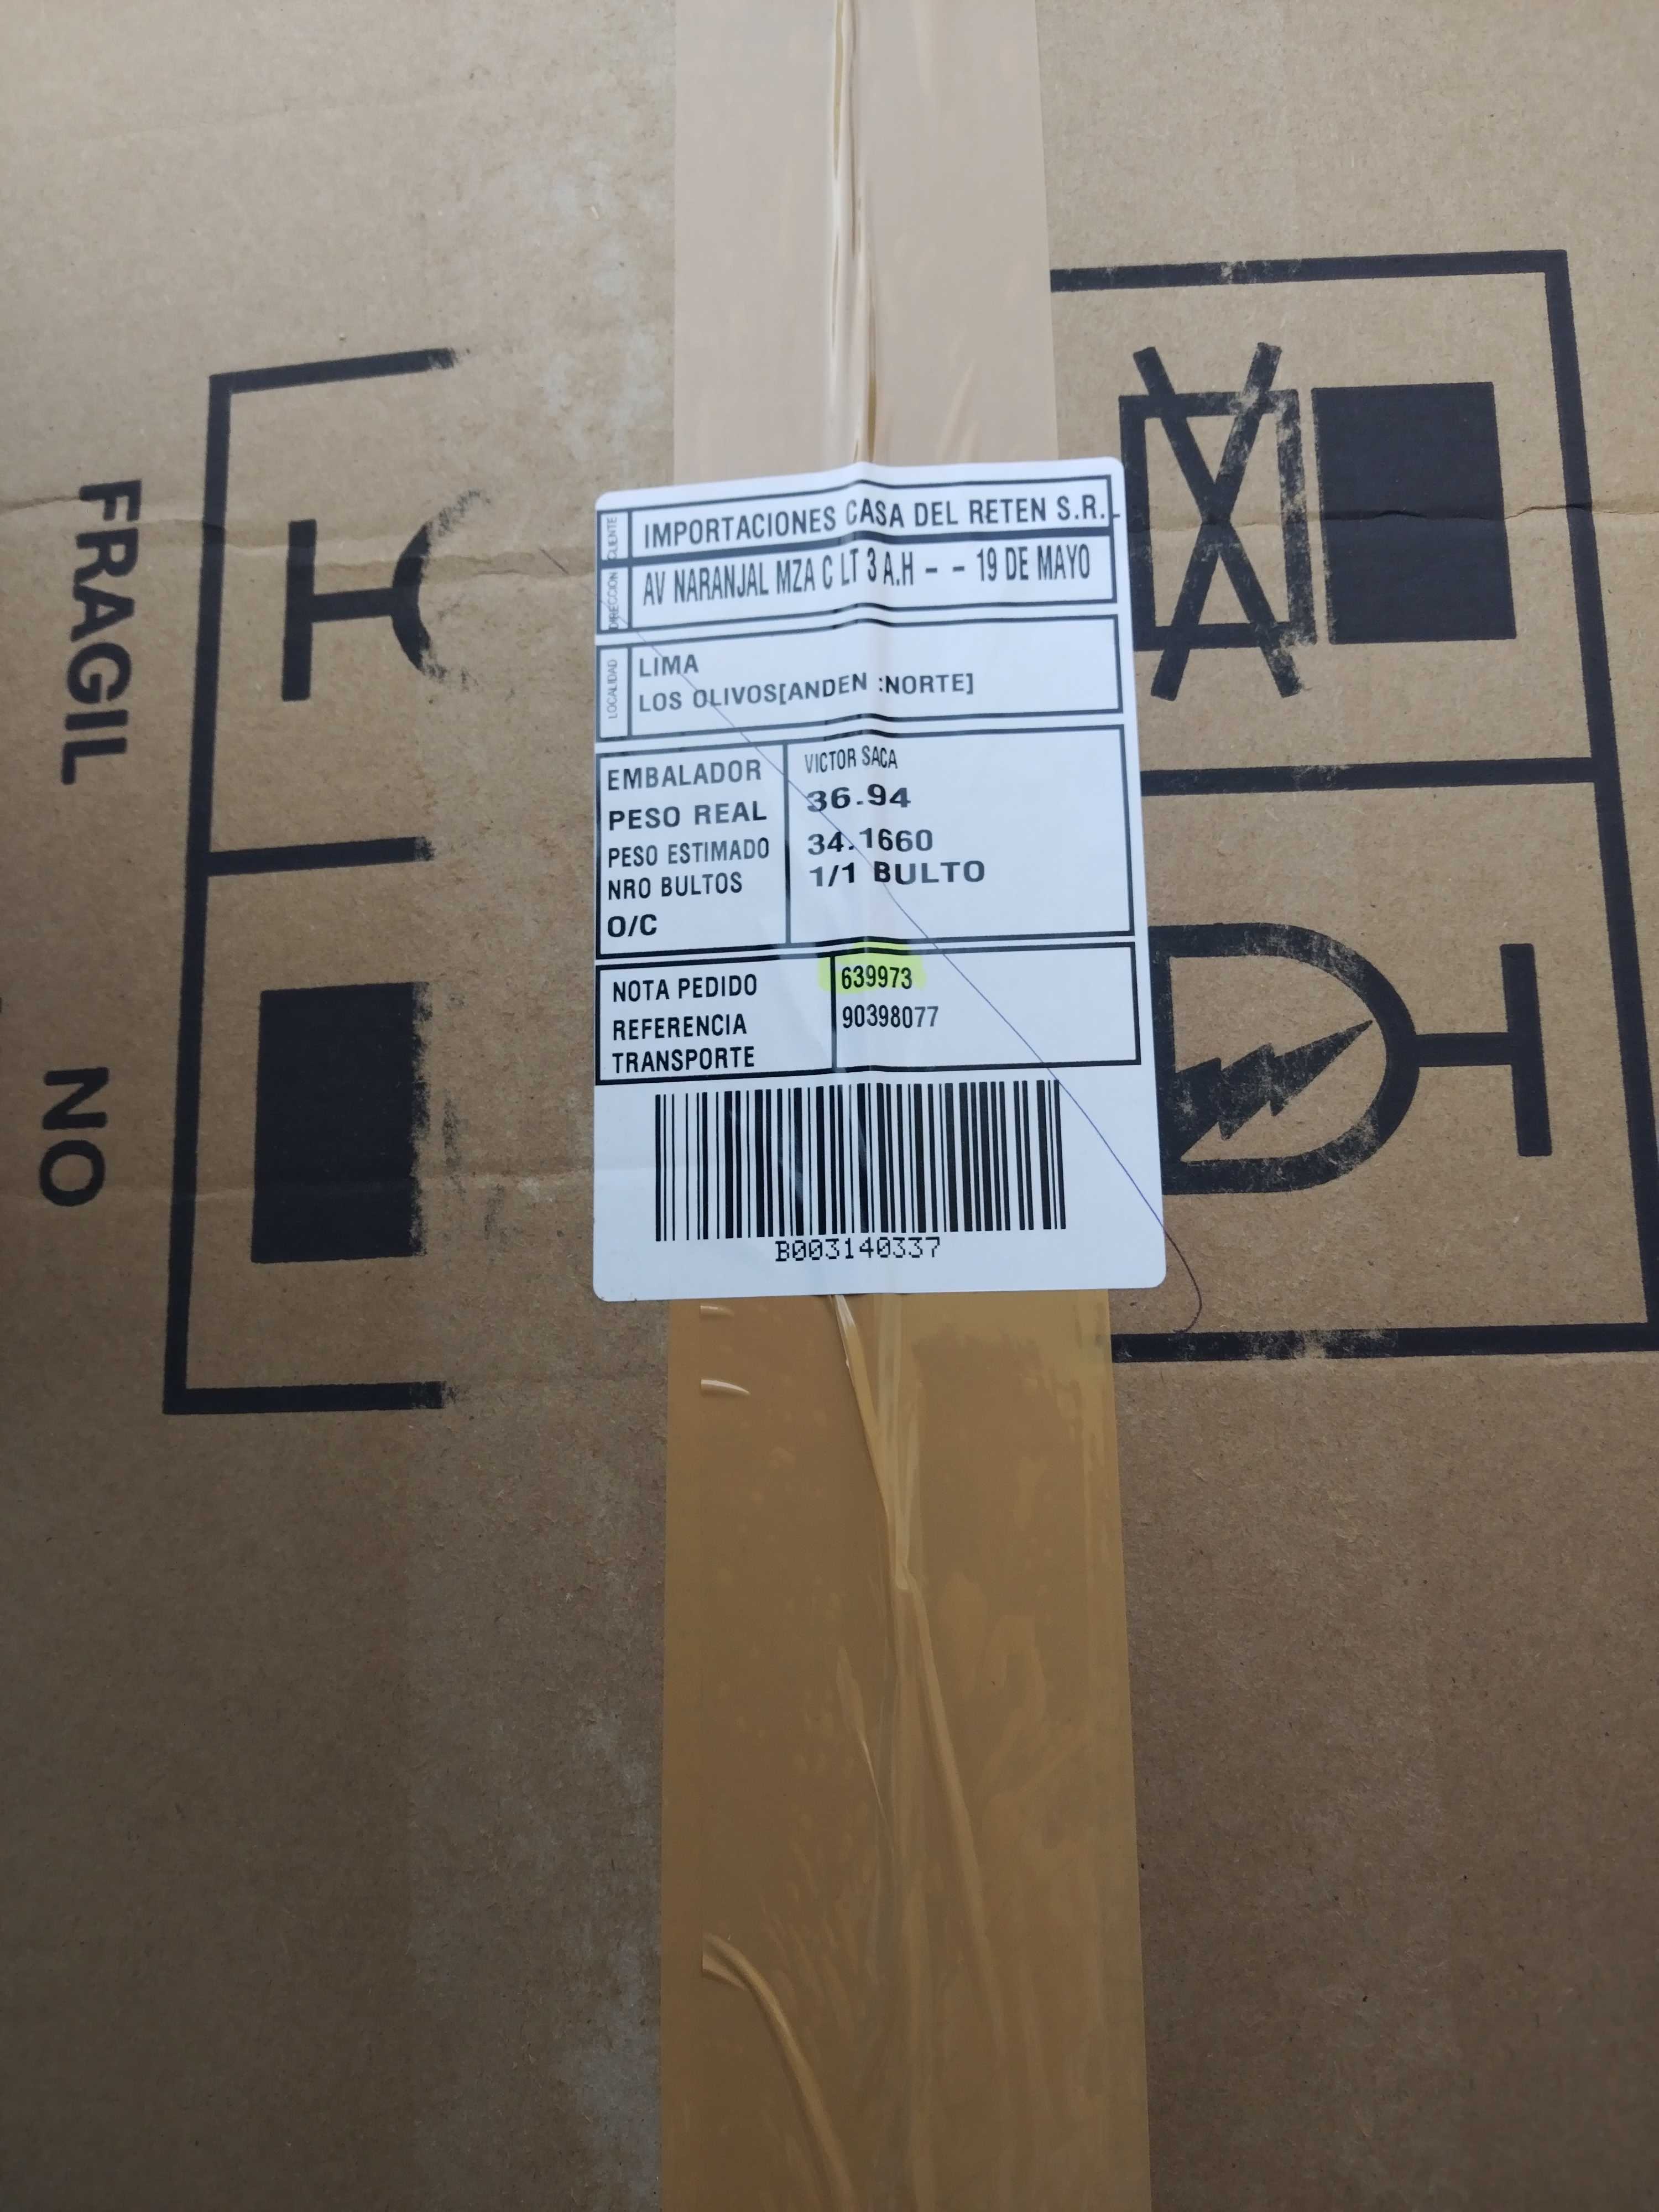 CLIENTE
IMPORTACIONES CASA DEL RETEN S.R.L
DIRECCION
AV NARANJAL MZA C LT 3 A.H - - 19 DE MAYO
LOCALIDAD
LIMA
LOS OLIVOS[ANDEN :NORTE]
EMBALADOR VICTOR SACA
PESO REAL 36.94
PESO ESTIMADO 34.1660
NRO BULTOS 1/1 BULTO
O/C
NOTA PEDIDO 639973
REFERENCIA 90398077
TRANSPORTE
B003140337
FRAGIL
NO